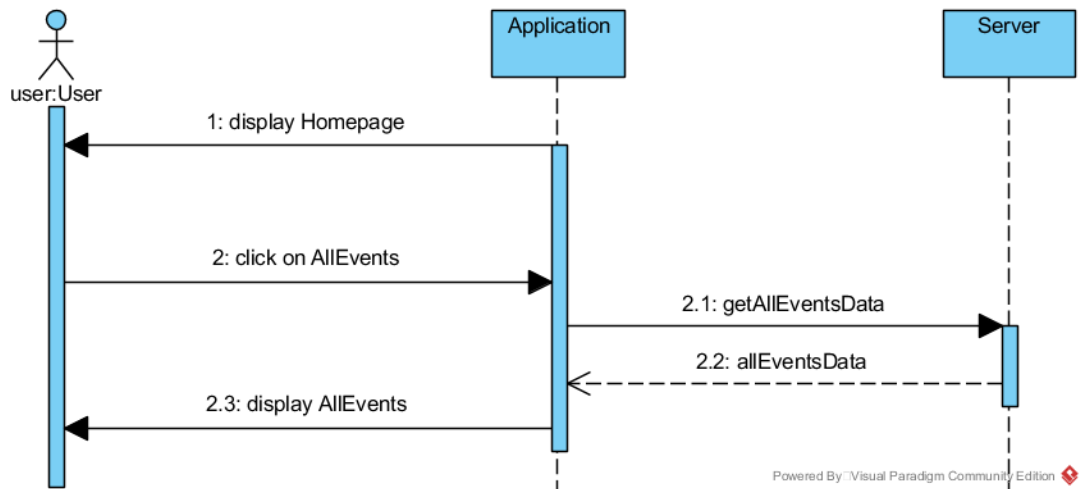 Application
Server
user:User
1: display Homepage
2: click on AllEvents
2.1: getAllEventsData
2.2: allEventsData
2.3: display AllEvents
Powered By Visual Paradigm Community Edition